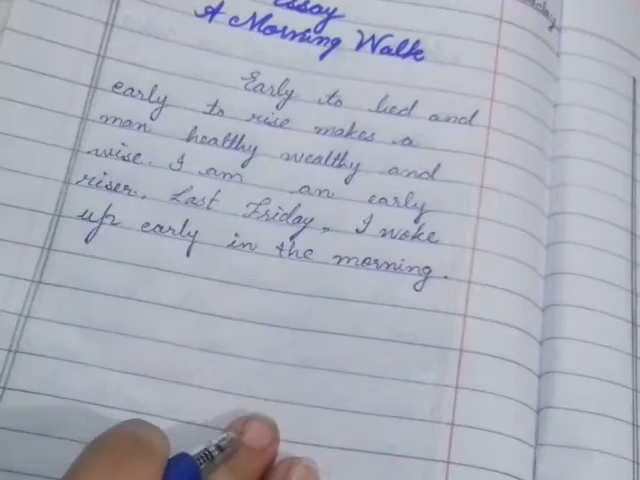 Essay
A Morning Walk
Early to bed and
early to rise makes a
man healthy wealthy and
wise. I am an early
riser. Last Friday, I woke
up early in the morning.